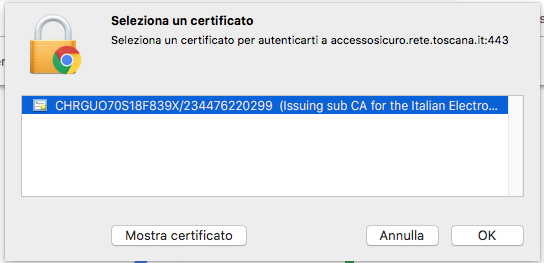 Seleziona un certificato
Seleziona un certificato per autenticarti a accessosicuro.rete.toscana.it:443
CHRGUO70S18F839X/234476220299 (Issuing sub CA for the Italian Electro...
Mostra certificato
Annulla
OK